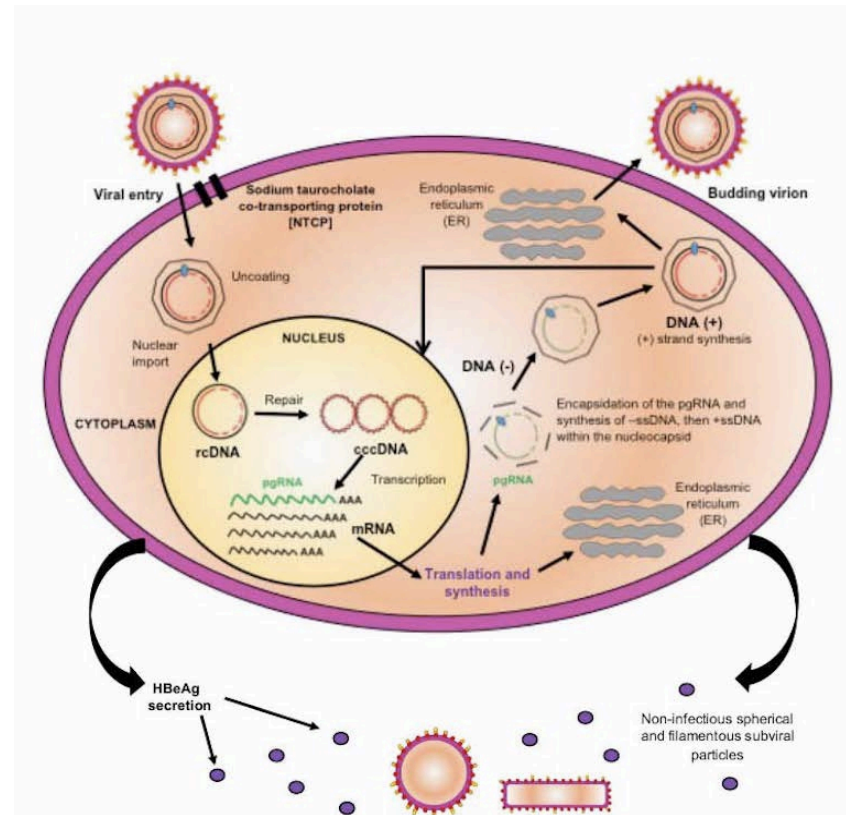 Viral entry
Sodium taurocholate
co-transporting protein
[NTCP]
Endoplasmic
reticulum
(ER)
Budding virion
Uncoating
Nuclear
import
NUCLEUS
DNA (+)
(+) strand synthesis
DNA (-)
Repair
CYTOPLASM
rcDNA
cccDNA
Encapsidation of the pgRNA and
synthesis of –ssDNA, then +ssDNA
within the nucleocapsid
pgRNA
Transcription
AAA
AAA
mRNA
AAA
AAA
pgRNA
Endoplasmic
reticulum
(ER)
Translation and
synthesis
HBeAg
secretion
Non-infectious spherical
and filamentous subviral
particles